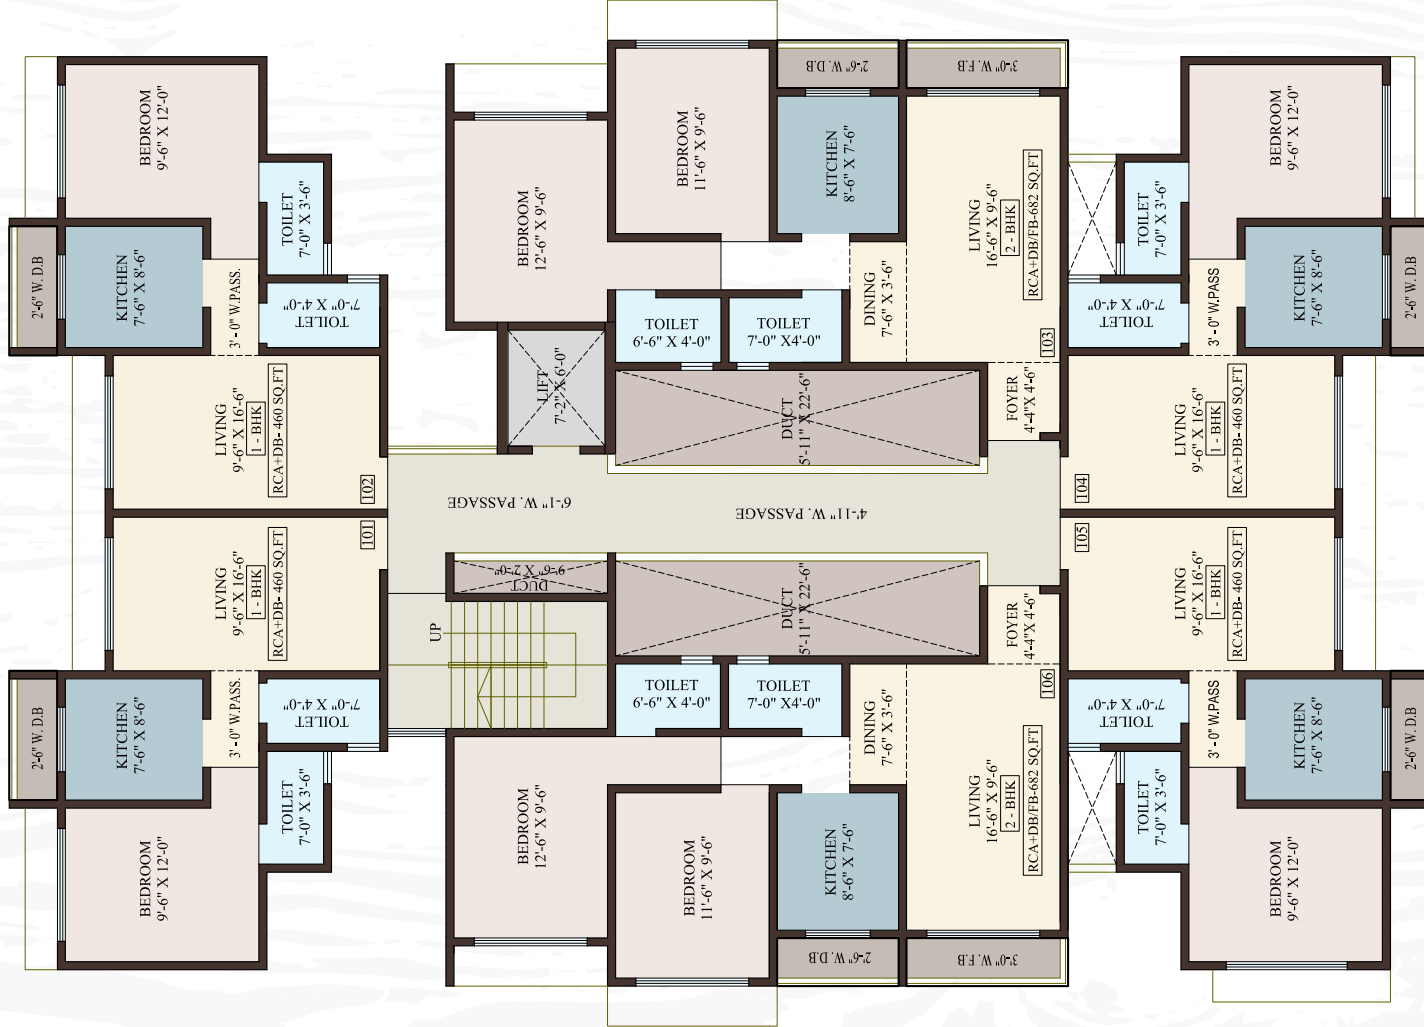 BEDROOM
9'-6" X 12'-0"
TOILET
7'-0" X 3'-6"
2'-6" W. D.B
KITCHEN
7'-6" X 8'-6"
3'- 0" W.PASS.
TOILET
7'-0" X 4'-0"
LIVING
9'-6" X 16'-6"
1 - BHK
RCA+DB- 460 SQ.FT
102
BEDROOM
12'-6" X 9'-6"
BEDROOM
11'-6" X 9'-6"
2'-6" W. D.B
3'-0" W. F.B
KITCHEN
8'-6" X 7'-6"
LIVING
16'-6" X 9'-6"
2 - BHK
RCA+DB/FB-682 SQ.FT
DINING
7'-6" X 3'-6"
TOILET
6'-6" X 4'-0"
TOILET
7'-0" X4'-0"
103
FOYER
4'-4"X 4'-6"
LIFT
7'-2" X 6'-0"
DUCT
5'-11" X 22'-6"
BEDROOM
9'-6" X 12'-0"
TOILET
7'-0" X 3'-6"
KITCHEN
7'-6" X 8'-6"
2'-6" W. D.B
3'- 0" W.PASS
TOILET
7'-0" X 4'-0"
LIVING
9'-6" X 16'-6"
1 - BHK
RCA+DB- 460 SQ.FT
104
6'-1" W. PASSAGE
4'-11" W. PASSAGE
101
LIVING
9'-6" X 16'-6"
1 - BHK
RCA+DB- 460 SQ.FT
2'-6" W. D.B
KITCHEN
7'-6" X 8'-6"
3'- 0" W.PASS.
TOILET
7'-0" X 4'-0"
TOILET
7'-0" X 3'-6"
BEDROOM
9'-6" X 12'-0"
DUCT
9'-6" X 2'-0"
UP
DUCT
5'-11" X 22'-6"
FOYER
4'-4"X 4'-6"
106
TOILET
6'-6" X 4'-0"
TOILET
7'-0" X4'-0"
DINING
7'-6" X 3'-6"
LIVING
16'-6" X 9'-6"
2 - BHK
RCA+DB/FB-682 SQ.FT
BEDROOM
12'-6" X 9'-6"
BEDROOM
11'-6" X 9'-6"
KITCHEN
8'-6" X 7'-6"
2'-6" W. D.B
3'-0" W. F.B
105
LIVING
9'-6" X 16'-6"
1 - BHK
RCA+DB- 460 SQ.FT
TOILET
7'-0" X 4'-0"
3'- 0" W.PASS
KITCHEN
7'-6" X 8'-6"
2'-6" W. D.B
TOILET
7'-0" X 3'-6"
BEDROOM
9'-6" X 12'-0"